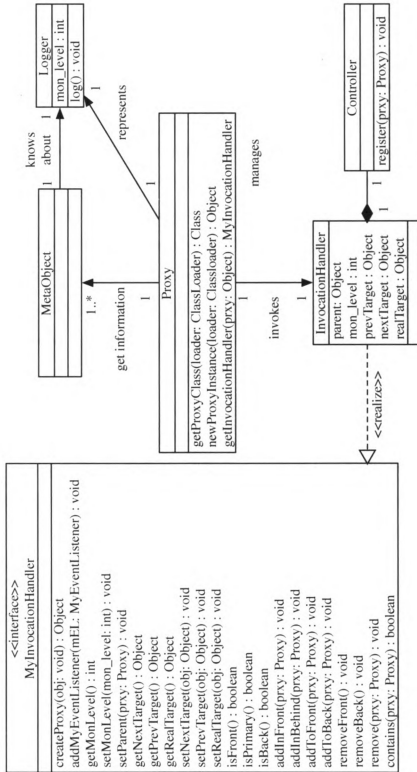 <<interface>>
MyInvocationHandler
createProxy(obj: void) : Object
addMyEventListener(mEL: MyEventListener) : void
getMonLevel() : int
setMonLevel(mon_level: int) : void
setParent(prxy: Proxy) : void
getNextTarget() : Object
getPrevTarget() : Object
getRealTarget() : Object
setNextTarget(obj: Object) : void
setPrevTarget(obj: Object) : void
setRealTarget(obj: Object) : void
isFront() : boolean
isPrimary() : boolean
isBack() : boolean
addInFront(prxy: Proxy) : void
addInBehind(prxy: Proxy) : void
addToFront(prxy: Proxy) : void
addToBack(prxy: Proxy) : void
removeFront() : void
removeBack() : void
remove(prxy: Proxy) : void
contains(prxy: Proxy) : boolean
MetaObject
1
knows
about
1
Logger
mon_level : int
log() : void
1..*
get information
1
1
represents
1
Proxy
getProxyClass(loader: ClassLoader) : Class
newProxyInstance(loader: Classloader) : Object
getInvocationHandler(prxy: Object) : MyInvocationHandler
1
invokes
1
manages
<<realize>>
InvocationHandler
parent: Object
mon_level : int
prevTarget : Object
nextTarget : Object
realTarget : Object
1
1
Controller
register(prxy: Proxy) : void